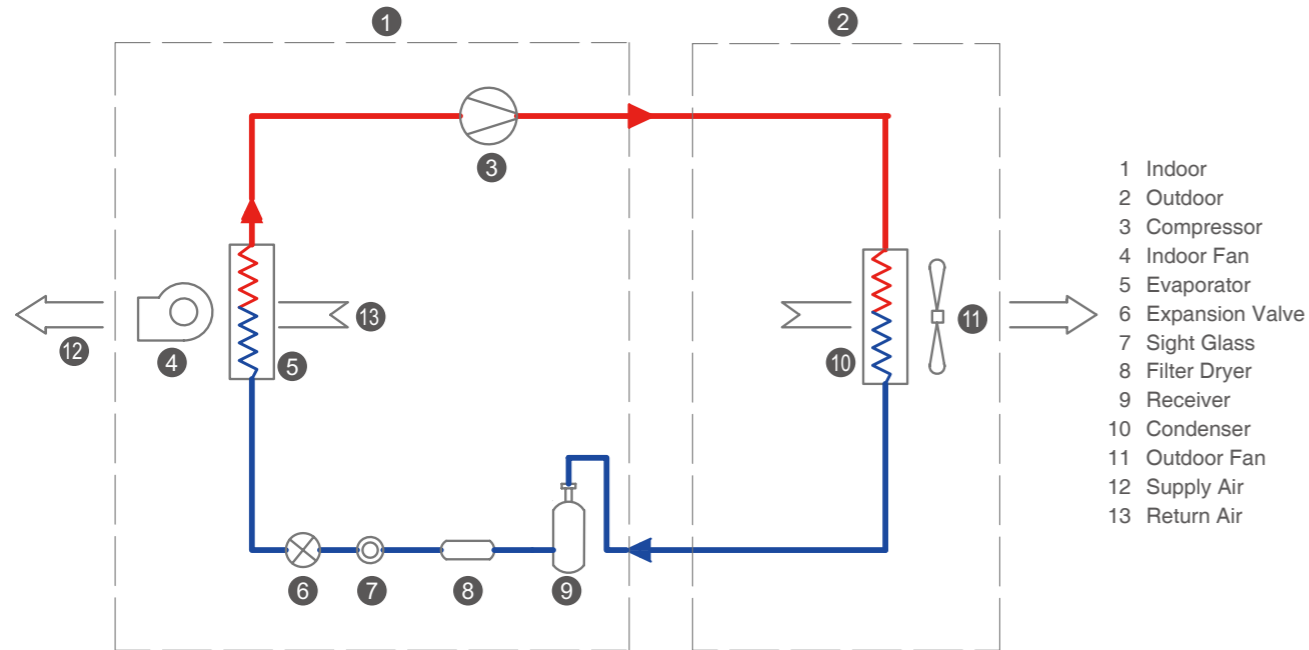 1
2
3
13
12
4
5
10
11
6
7
8
9
1 Indoor
2 Outdoor
3 Compressor
4 Indoor Fan
5 Evaporator
6 Expansion Valve
7 Sight Glass
8 Filter Dryer
9 Receiver
10 Condenser
11 Outdoor Fan
12 Supply Air
13 Return Air